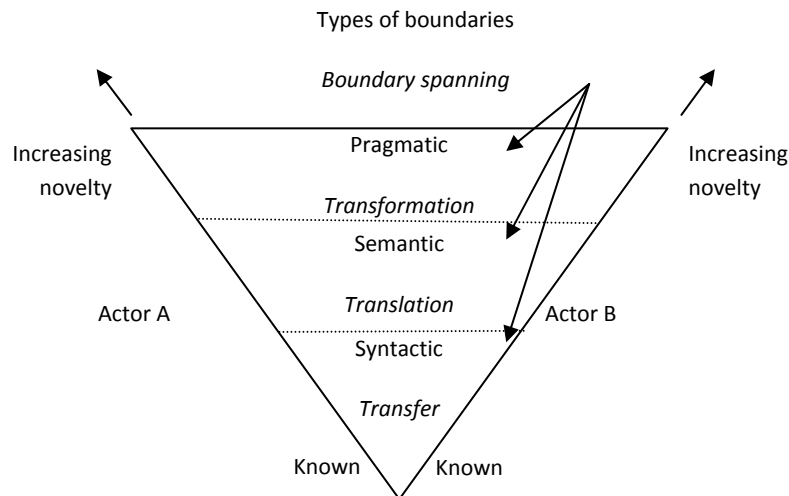 Types of boundaries
Boundary spanning
Pragmatic
Increasing
novelty
Increasing
novelty
Transformation
Semantic
Translation
Actor A
Actor B
Syntactic
Transfer
Known
Known